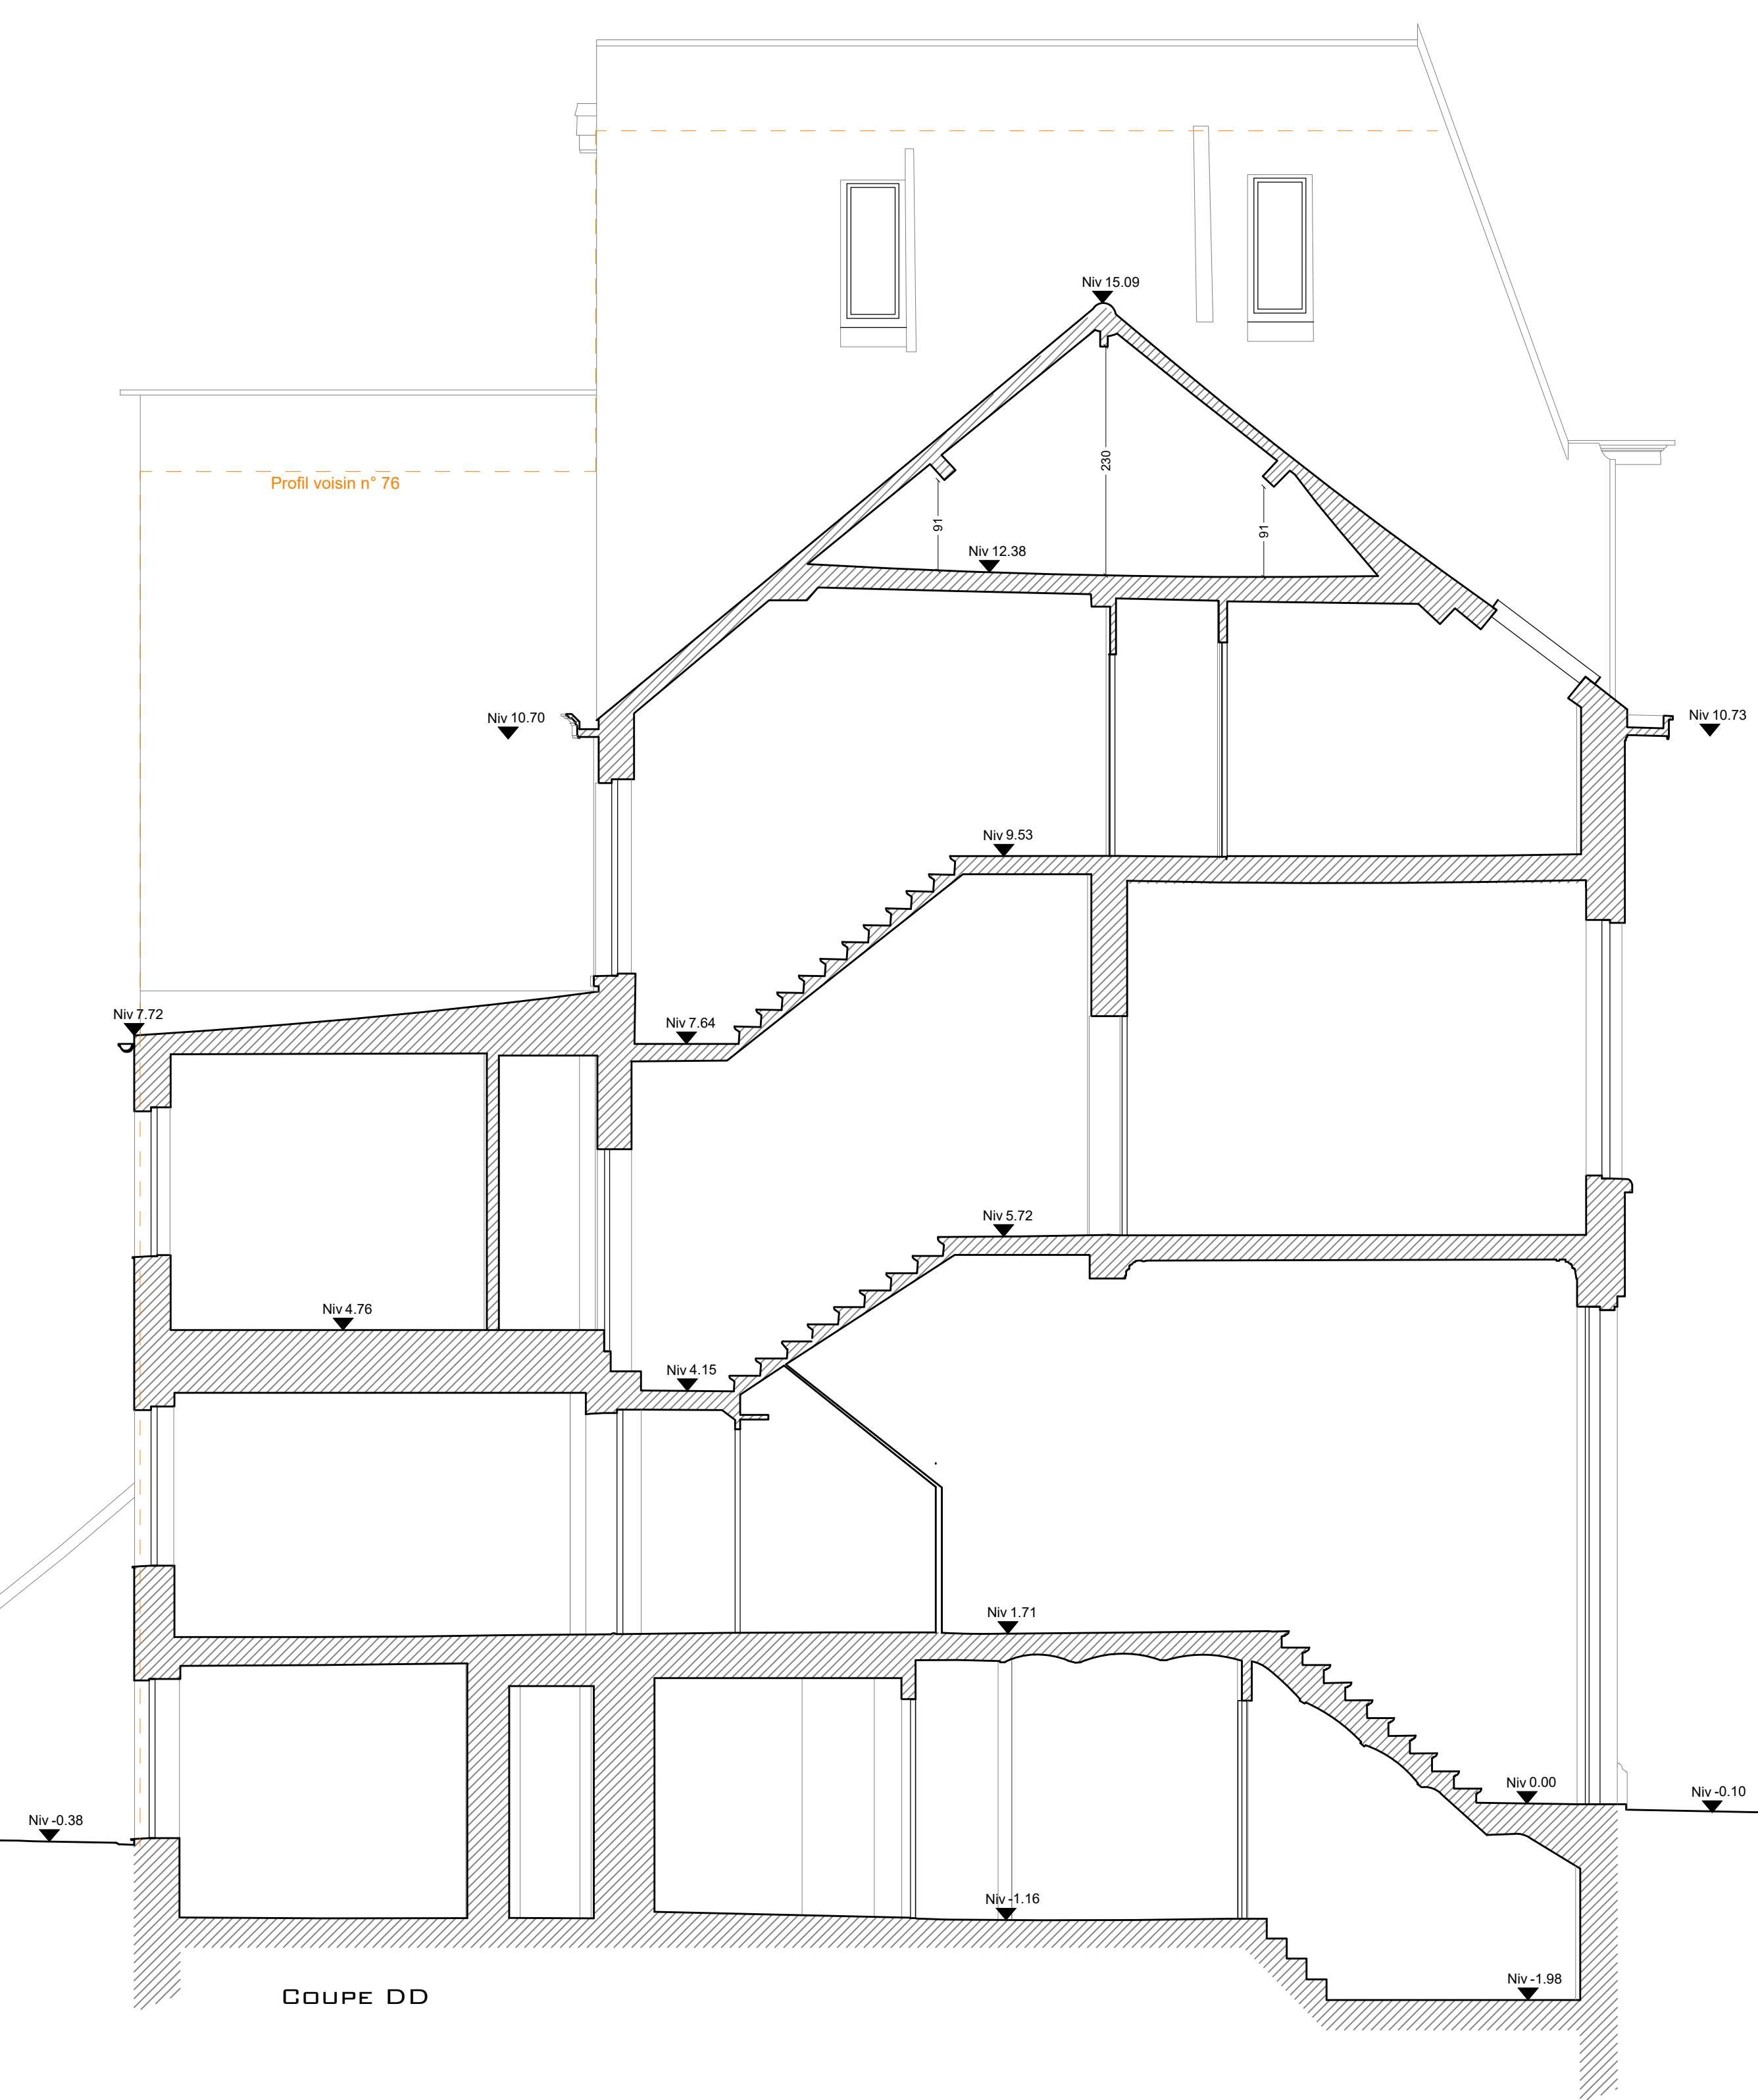 Niv 15.09
Profil voisin n° 76
230
91
91
Niv 12.38
Niv 10.70
Niv 10.73
Niv 9.53
Niv 7.72
Niv 7.64
Niv 5.72
Niv 4.76
Niv 4.15
Niv 1.71
Niv 0.00
Niv -0.10
Niv -0.38
Niv -1.16
Niv -1.98
COUPE DD